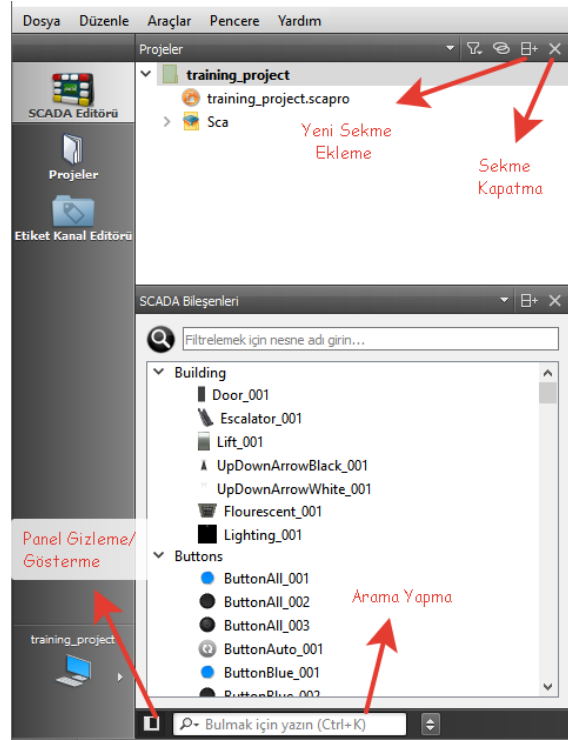 Dosya Düzenle Araçlar Pencere Yardım
Projeler
training_project
training_project.scapro
Sca
SCADA Editörü
Projeler
Etiket Kanal Editörü
Yeni Sekme
Ekleme
Sekme
Kapatma
SCADA Bileşenleri
Filtrelemek için nesne adı girin...
Building
Door_001
Escalator_001
Lift_001
UpDownArrowBlack_001
UpDownArrowWhite_001
Flourescent_001
Lighting_001
Buttons
ButtonAll_001
ButtonAll_002
ButtonAll_003
ButtonAuto_001
ButtonBlue_001
ButtonBlue_002
Panel Gizleme/
Gösterme
Arama Yapma
training_project
Bulmak için yazın (Ctrl+K)